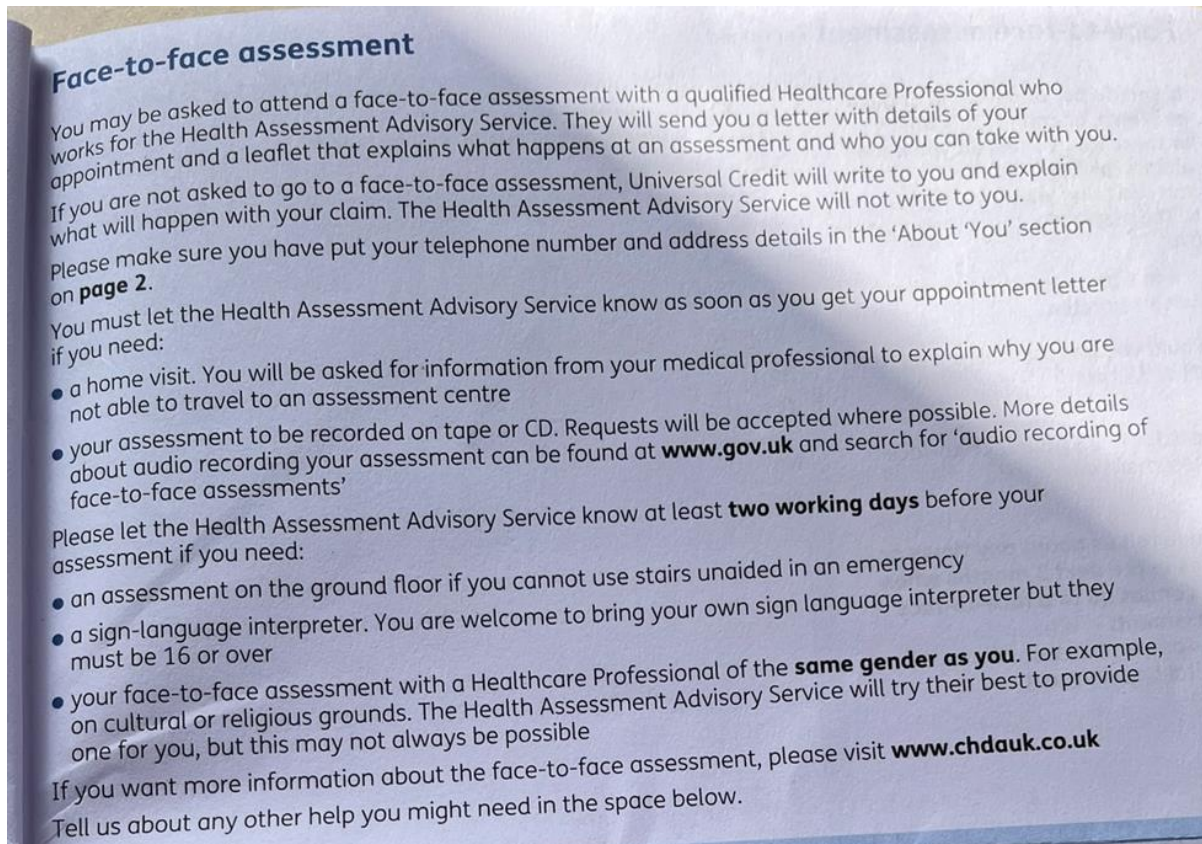 Face-to-face assessment
You may be asked to attend a face-to-face assessment with a qualified Healthcare Professional who
works for the Health Assessment Advisory Service. They will send you a letter with details of your
appointment and a leaflet that explains what happens at an assessment and who you can take with you.
If you are not asked to go to a face-to-face assessment, Universal Credit will write to you and explain
what will happen with your claim. The Health Assessment Advisory Service will not write to you.
Please make sure you have put your telephone number and address details in the 'About 'You' section
on page 2.
You must let the Health Assessment Advisory Service know as soon as you get your appointment letter
if you need:
• a home visit. You will be asked for information from your medical professional to explain why you are
not able to travel to an assessment centre
• your assessment to be recorded on tape or CD. Requests will be accepted where possible. More details
about audio recording your assessment can be found at www.gov.uk and search for 'audio recording of
face-to-face assessments'
Please let the Health Assessment Advisory Service know at least two working days before your
assessment if you need:
• an assessment on the ground floor if you cannot use stairs unaided in an emergency
• a sign-language interpreter. You are welcome to bring your own sign language interpreter but they
must be 16 or over
• your face-to-face assessment with a Healthcare Professional of the same gender as you. For example,
on cultural or religious grounds. The Health Assessment Advisory Service will try their best to provide
one for you, but this may not always be possible
If you want more information about the face-to-face assessment, please visit www.chdauk.co.uk
Tell us about any other help you might need in the space below.